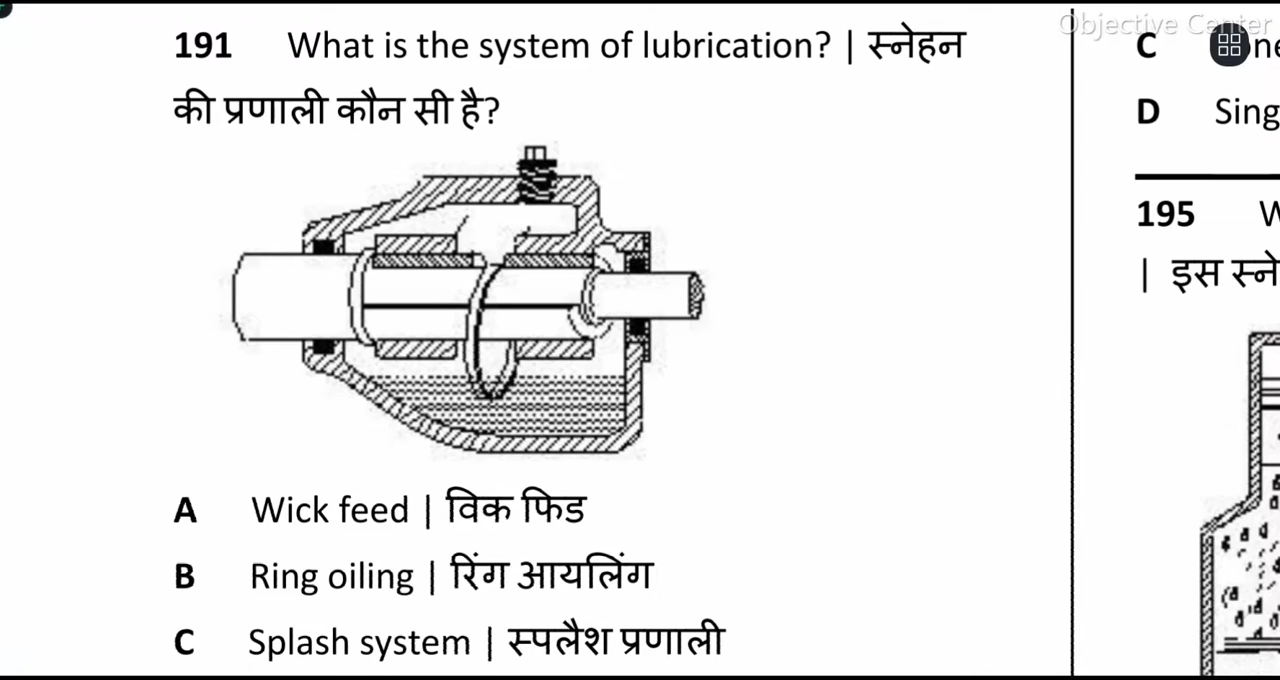 Objective Center
191 What is the system of lubrication? | स्नेहन
की प्रणाली कौन सी है?
A Wick feed | विक फिड
B Ring oiling | रिंग आयलिंग
C Splash system | स्पलैश प्रणाली
C
D Sing
195 W
| इस स्ने